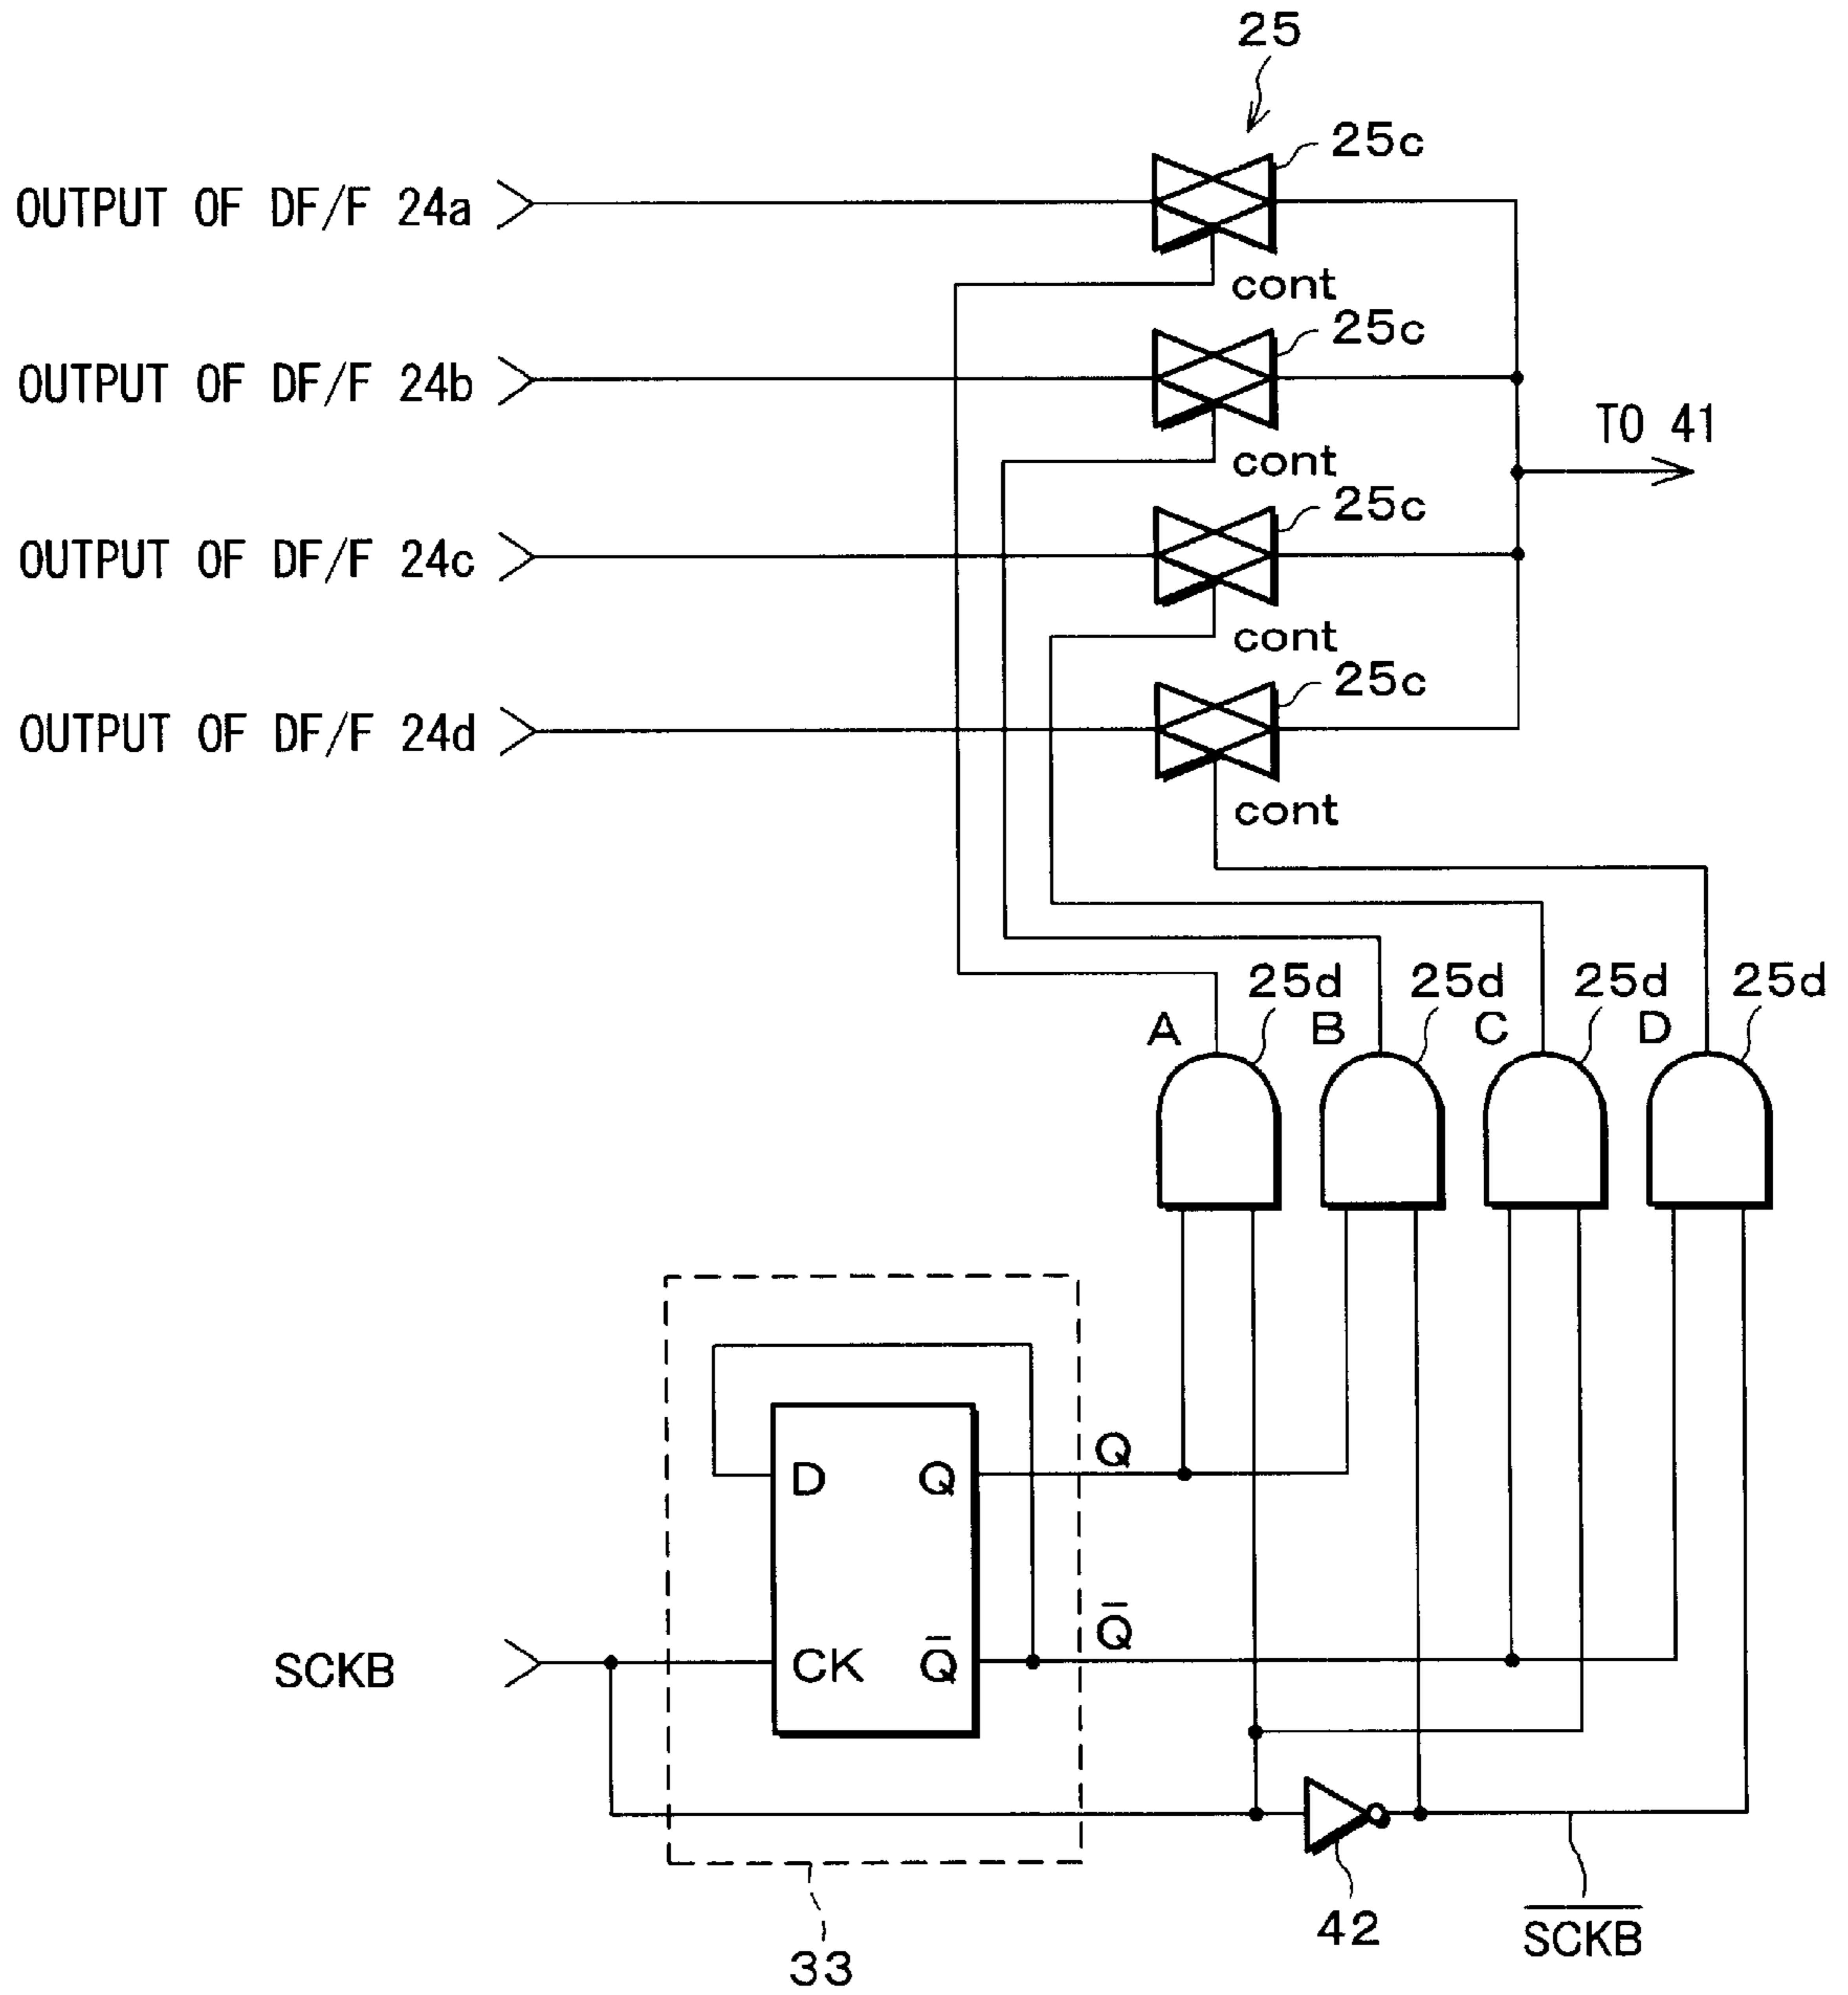 25
25c
OUTPUT OF DF/F 24a
cont
25c
OUTPUT OF DF/F 24b
TO 41
cont
25c
OUTPUT OF DF/F 24c
cont
25c
OUTPUT OF DF/F 24d
cont
25d 25d 25d 25d
A B C D
Q
D Q
Q̅
SCKB CK Q̅
42 S̅C̅K̅B̅
33